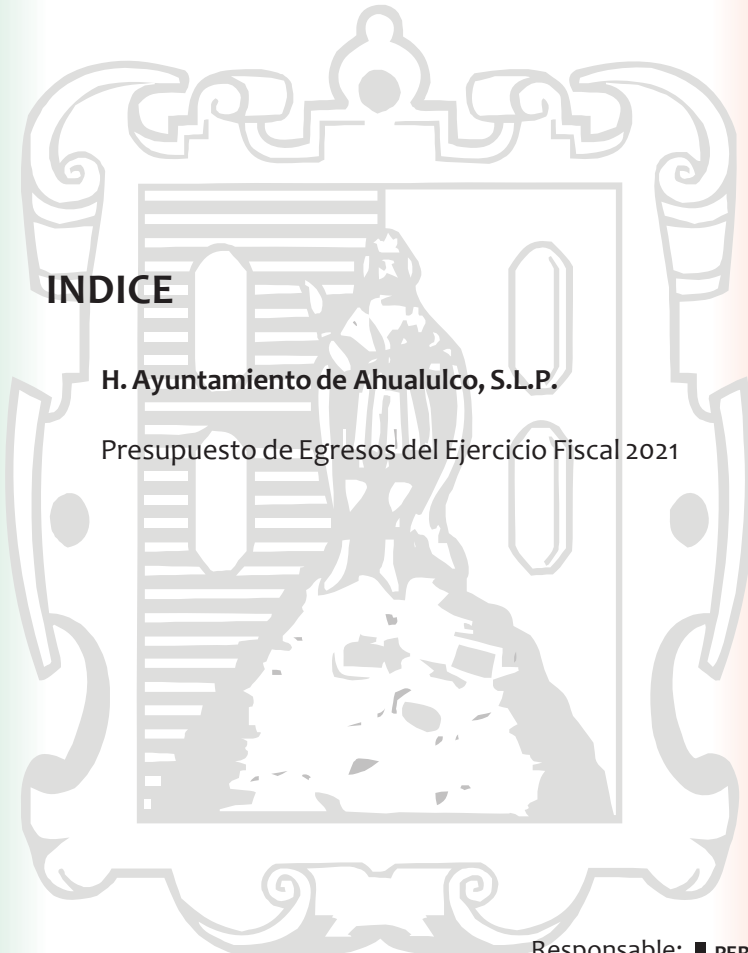 INDICE
H. Ayuntamiento de Ahualulco, S.L.P.
Presupuesto de Egresos del Ejercicio Fiscal 2021
Responsable: